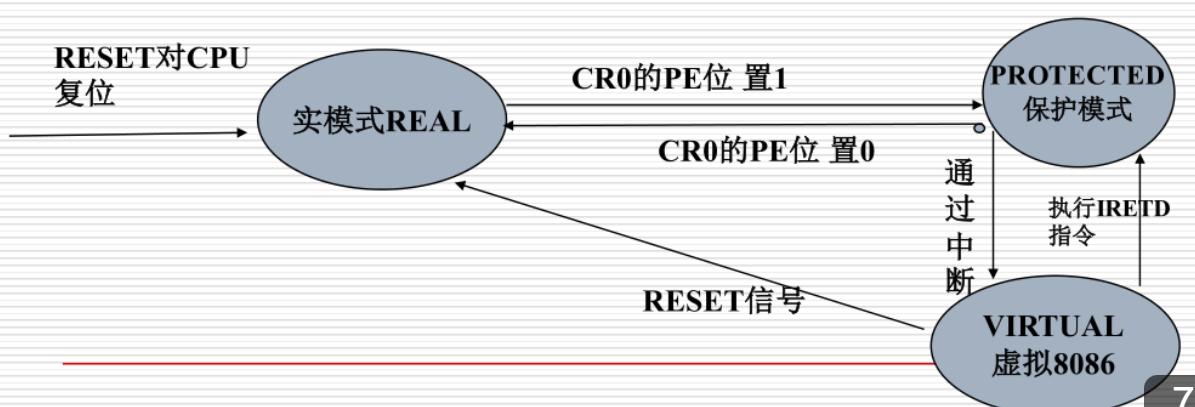 RESET对CPU
复位
实模式REAL
CR0的PE位 置1
CR0的PE位 置0
PROTECTED
保护模式
通
过
中
断
执行IRETD
指令
RESET信号
VIRTUAL
虚拟8086
7